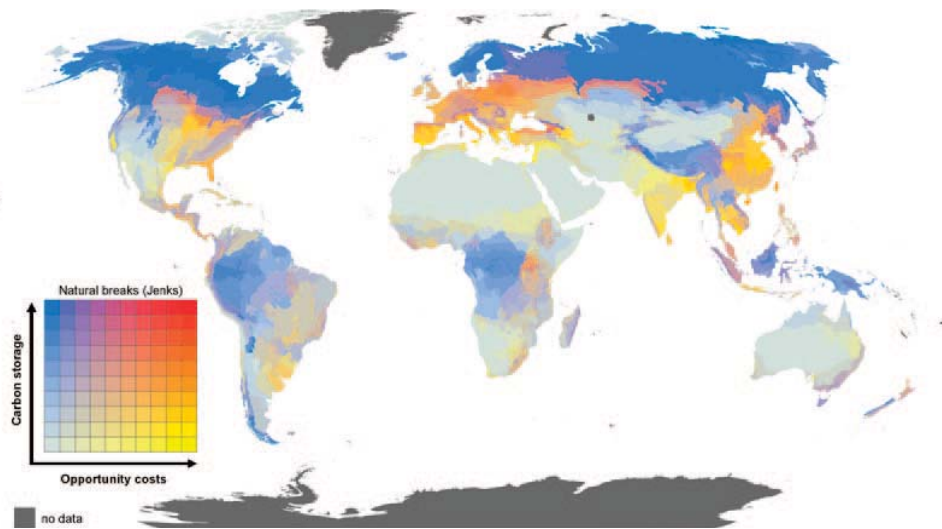 Natural breaks (Jenks)
Carbon storage
Opportunity costs
no data